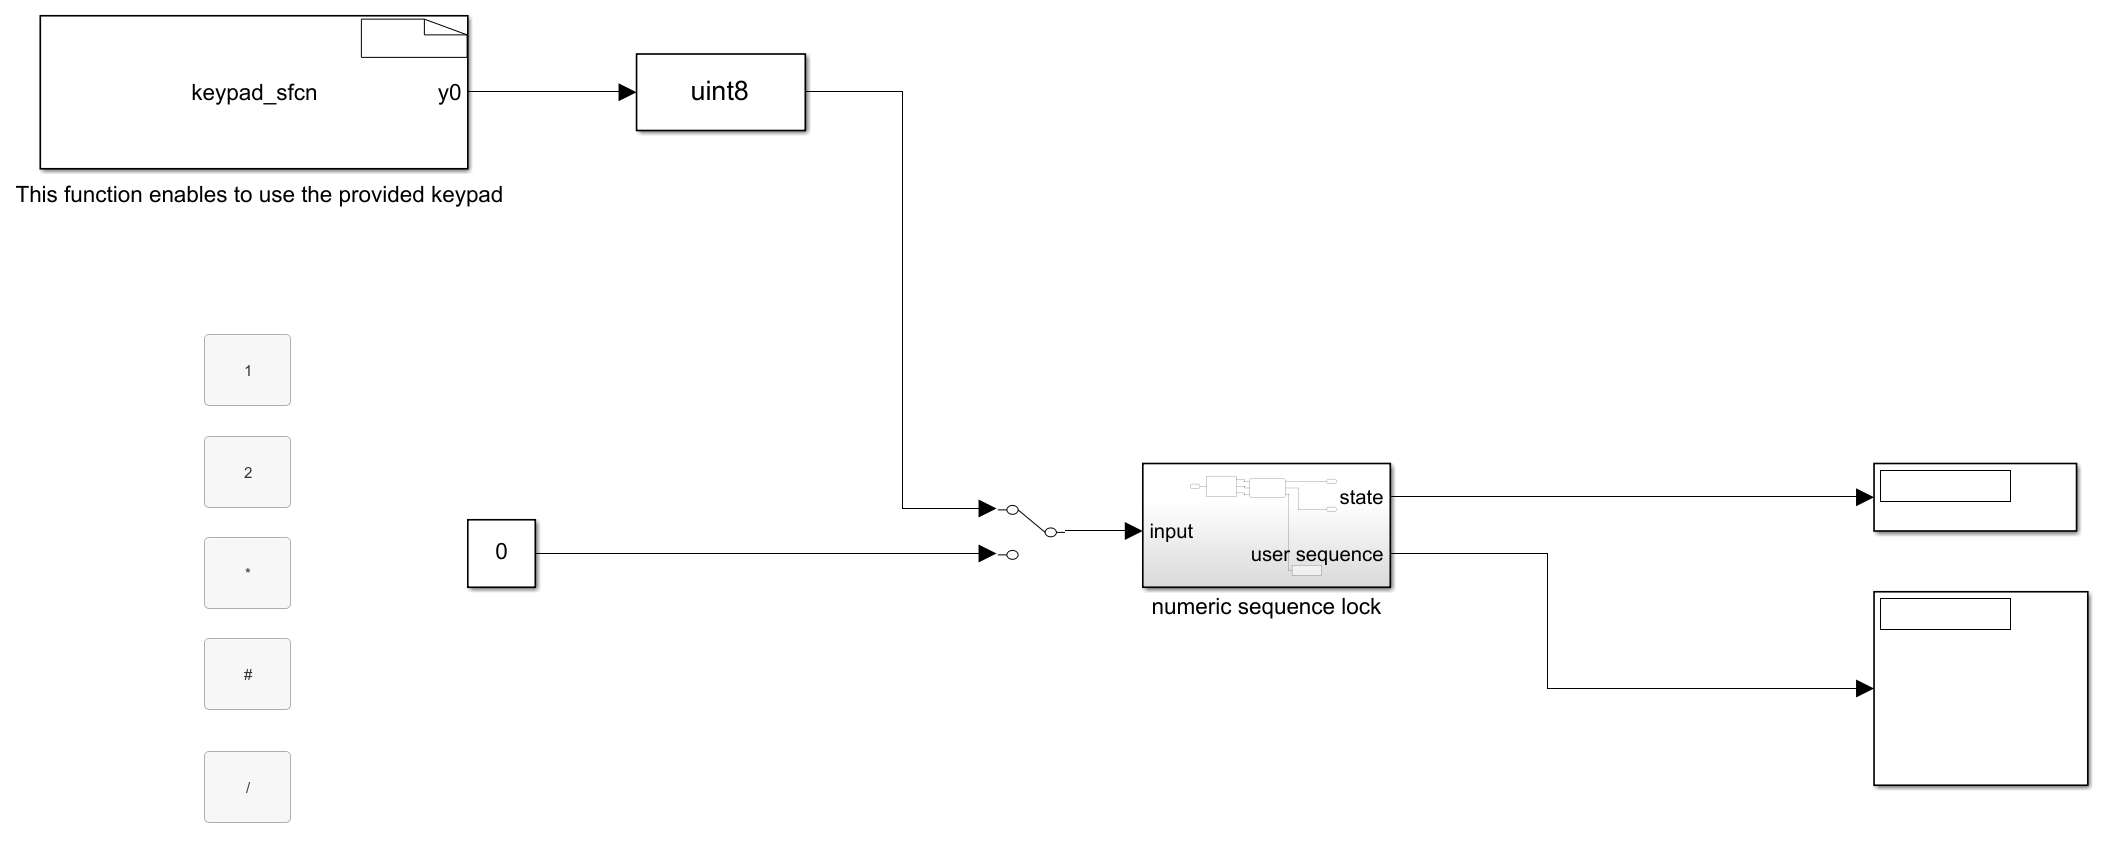 keypad_sfcn
y0
uint8
This function enables to use the provided keypad
1
2
*
#
/
0
input
state
user sequence
numeric sequence lock